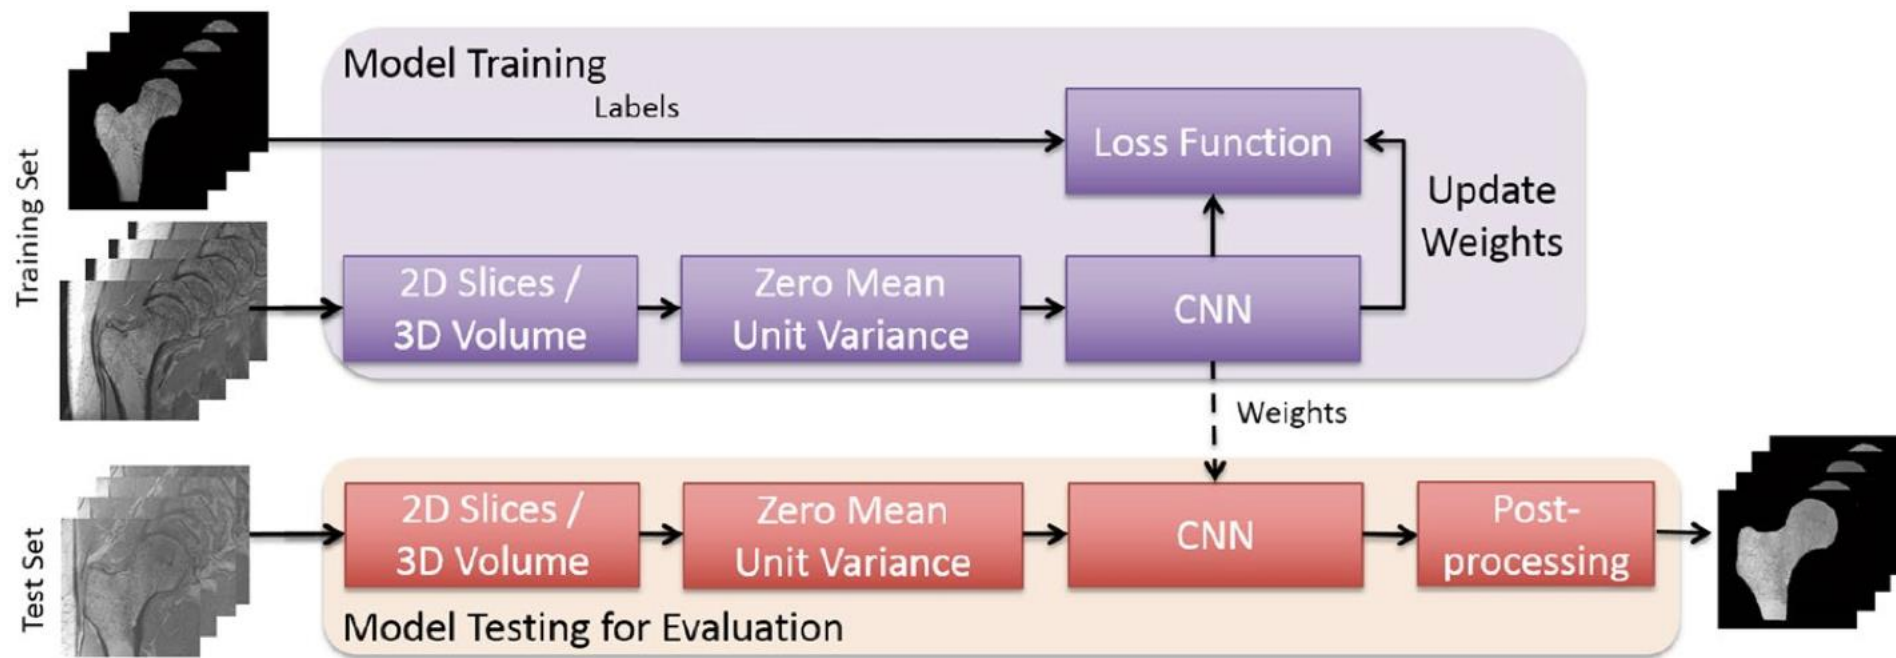 Model Training
Labels
Loss Function
Training Set
Update
Weights
2D Slices /
3D Volume
Zero Mean
Unit Variance
CNN
Weights
Test Set
2D Slices /
3D Volume
Zero Mean
Unit Variance
CNN
Post-
processing
Model Testing for Evaluation